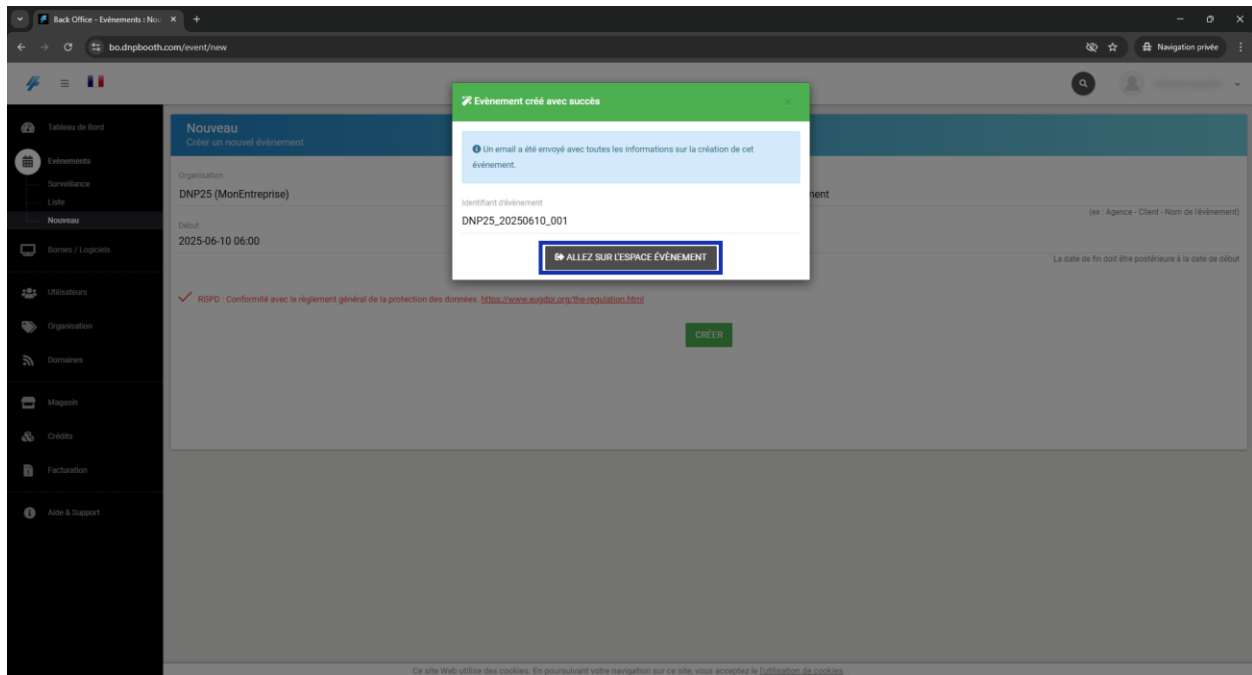 Back Office - Evènements : Nou
bo.dnpbooth.com/event/new
Navigation privée
Evènement créé avec succès
Un email a été envoyé avec toutes les informations sur la création de cet
événement.
Identifiant d'évènement
DNP25_20250610_001
ALLEZ SUR L'ESPACE ÉVÈNEMENT
Tableau de Bord
Evènements
Surveillance
Liste
Nouveau
Bornes / Logiciels
Utilisateurs
Organisation
Domaines
Magasin
Crédits
Facturation
Aide & Support
Nouveau
Créer un nouvel évènement
Organisation
DNP25 (MonEntreprise)
ment
(ex : Agence - Client - Nom de l'évènement)
Début
2025-06-10 06:00
La date de fin doit être postérieure à la date de début
RGPD : Conformité avec le règlement général de la protection des données. https://www.eugdpr.org/the-regulation.html
CRÉER
Ce site Web utilise des cookies. En poursuivant votre navigation sur ce site, vous acceptez le l'utilisation de cookies...